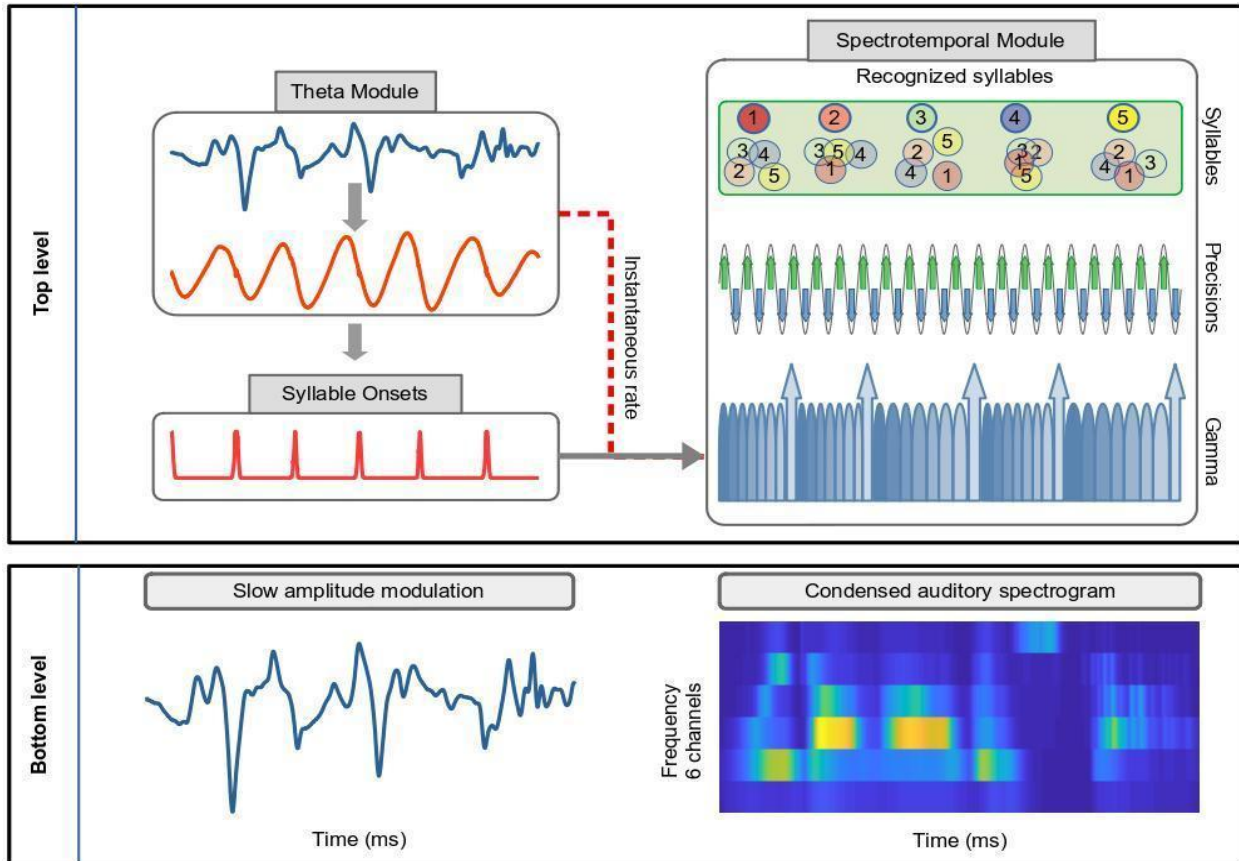 Top level
Theta Module
Syllable Onsets
Instantaneous rate
Spectrotemporal Module
Recognized syllables
1 2 3 4 5
3 4 2 5
3 5 4 1
5 2 4 1
3 2 1 5
2 3 4 1
Syllables
Precisions
Gamma
Bottom level
Slow amplitude modulation
Time (ms)
Condensed auditory spectrogram
Frequency
6 channels
Time (ms)